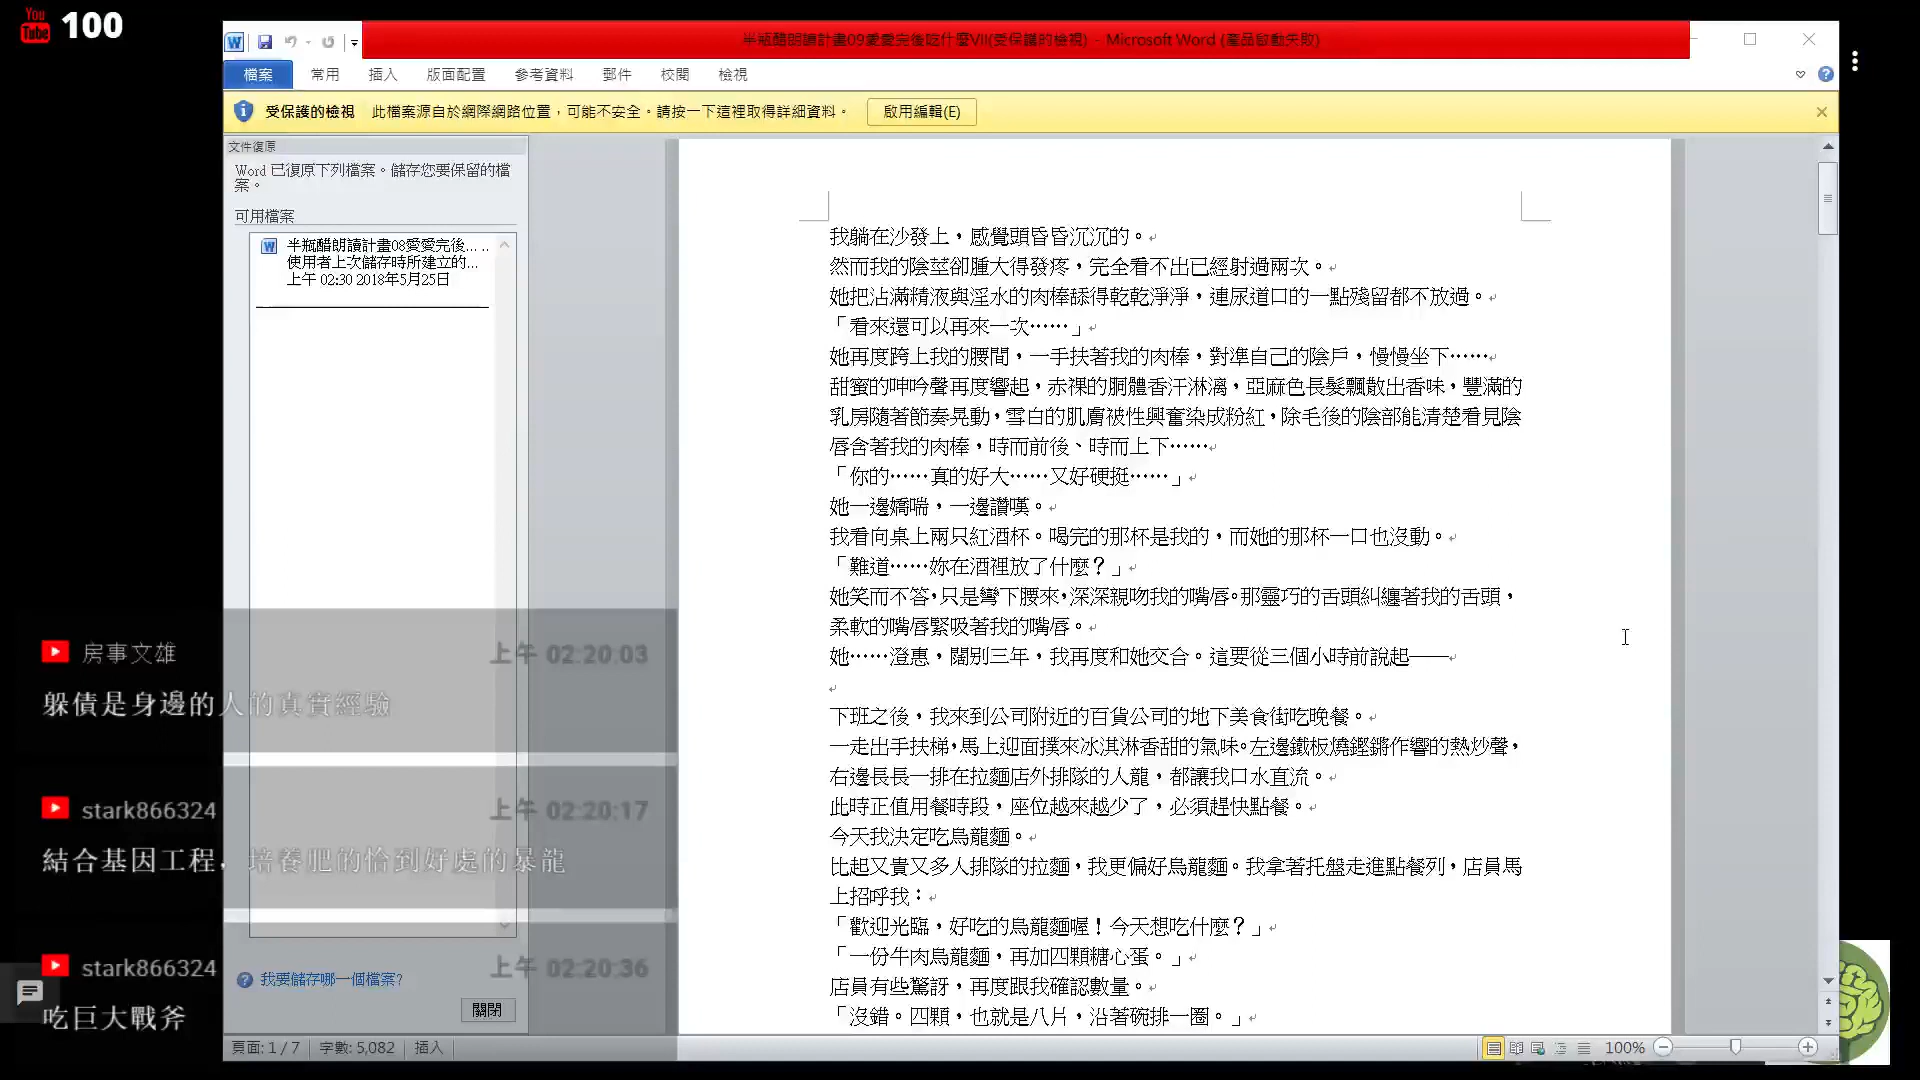 You
Tube
100
半瓶醋朗讀計畫09愛愛完後吃什麼VII(受保護的檢視) - Microsoft Word (產品啟動失敗)
檔案 常用 插入 版面配置 參考資料 郵件 校閱 檢視
受保護的檢視 此檔案源自於網際網路位置，可能不安全。請按一下這裡取得詳細資料。 啟用編輯(E)
文件復原
Word 已復原下列檔案。儲存您要保留的檔
案。
可用檔案
半瓶醋朗讀計畫08愛愛完後... ...
使用者上次儲存時所建立的...
上午 02:30 2018年5月25日
我要儲存哪一個檔案?
關閉
我躺在沙發上，感覺頭昏昏沉沉的。
然而我的陰莖卻腫大得發疼，完全看不出已經射過兩次。
她把沾滿精液與淫水的肉棒舔得乾乾淨淨，連尿道口的一點殘留都不放過。
「看來還可以再來一次……」
她再度跨上我的腰間，一手扶著我的肉棒，對準自己的陰戶，慢慢坐下……
甜蜜的呻吟聲再度響起，赤裸的胴體香汗淋漓，亞麻色長髮飄散出香味，豐滿的
乳房隨著節奏晃動，雪白的肌膚被性興奮染成粉紅，除毛後的陰部能清楚看見陰
唇含著我的肉棒，時而前後、時而上下……
「你的……真的好大……又好硬挺……」
她一邊嬌喘，一邊讚嘆。
我看向桌上兩只紅酒杯。喝完的那杯是我的，而她的那杯一口也沒動。
「難道……妳在酒裡放了什麼？」
她笑而不答，只是彎下腰來，深深親吻我的嘴唇。那靈巧的舌頭糾纏著我的舌頭，
柔軟的嘴唇緊吸著我的嘴唇。
她……澄惠，闊別三年，我再度和她交合。這要從三個小時前說起——
下班之後，我來到公司附近的百貨公司的地下美食街吃晚餐。
一走出手扶梯，馬上迎面撲來冰淇淋香甜的氣味。左邊鐵板燒鏗鏘作響的熱炒聲，
右邊長長一排在拉麵店外排隊的人龍，都讓我口水直流。
此時正值用餐時段，座位越來越少了，必須趕快點餐。
今天我決定吃烏龍麵。
比起又貴又多人排隊的拉麵，我更偏好烏龍麵。我拿著托盤走進點餐列，店員馬
上招呼我：
「歡迎光臨，好吃的烏龍麵喔！今天想吃什麼？」
「一份牛肉烏龍麵，再加四顆糖心蛋。」
店員有些驚訝，再度跟我確認數量。
「沒錯。四顆，也就是八片，沿著碗排一圈。」
房事文雄 上午 02:20:03
躲債是身邊的人的真實經驗
stark866324 上午 02:20:17
結合基因工程，培養肥的恰到好處的暴龍
stark866324 上午 02:20:36
吃巨大戰斧
頁面: 1 / 7 字數: 5,082 插入 100%